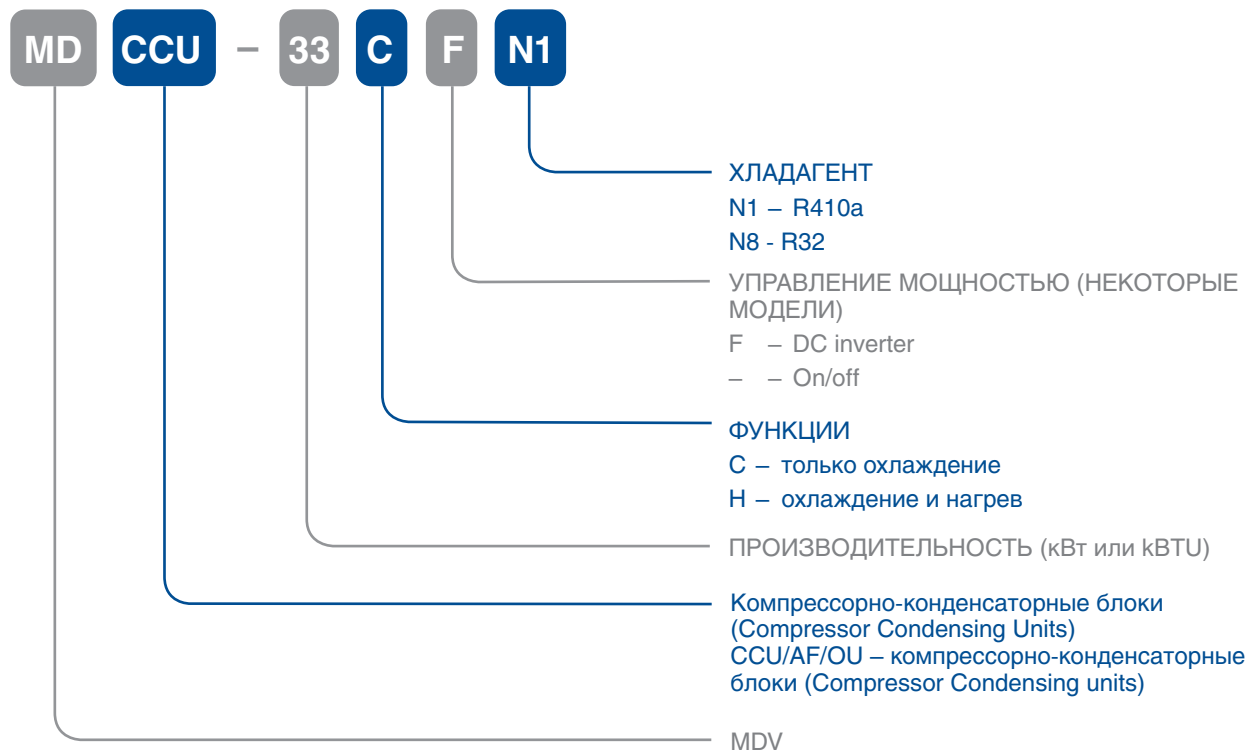 MD CCU – 33 C F N1
ХЛАДАГЕНТ
N1 – R410a
N8 - R32
УПРАВЛЕНИЕ МОЩНОСТЬЮ (НЕКОТОРЫЕ
МОДЕЛИ)
F – DC inverter
– – On/off
ФУНКЦИИ
C – только охлаждение
H – охлаждение и нагрев
ПРОИЗВОДИТЕЛЬНОСТЬ (кВт или kBTU)
Компрессорно-конденсаторные блоки
(Compressor Condensing Units)
CCU/AF/OU – компрессорно-конденсаторные
блоки (Compressor Condensing units)
MDV